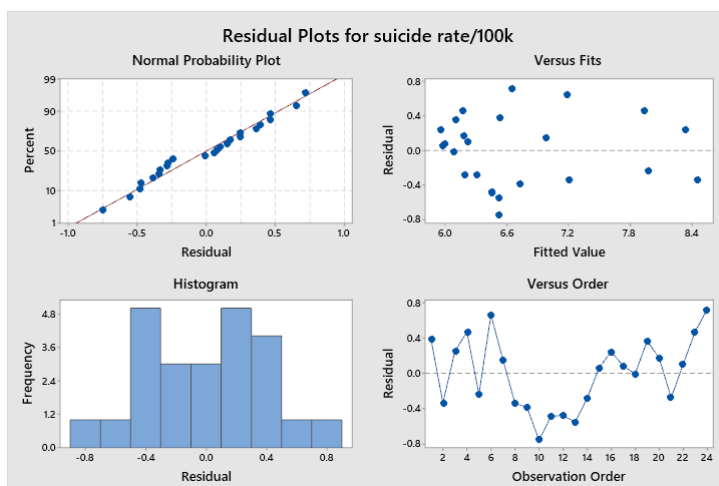 Residual Plots for suicide rate/100k
Normal Probability Plot
Versus Fits
99
90
50
10
1
Percent
-1.0 -0.5 0.0 0.5 1.0
Residual
0.8
0.4
0.0
-0.4
-0.8
Residual
6.0 6.6 7.2 7.8 8.4
Fitted Value
Histogram
Versus Order
4.8
3.6
2.4
1.2
0.0
Frequency
-0.8 -0.4 0.0 0.4 0.8
Residual
0.8
0.4
0.0
-0.4
-0.8
Residual
2 4 6 8 10 12 14 16 18 20 22 24
Observation Order